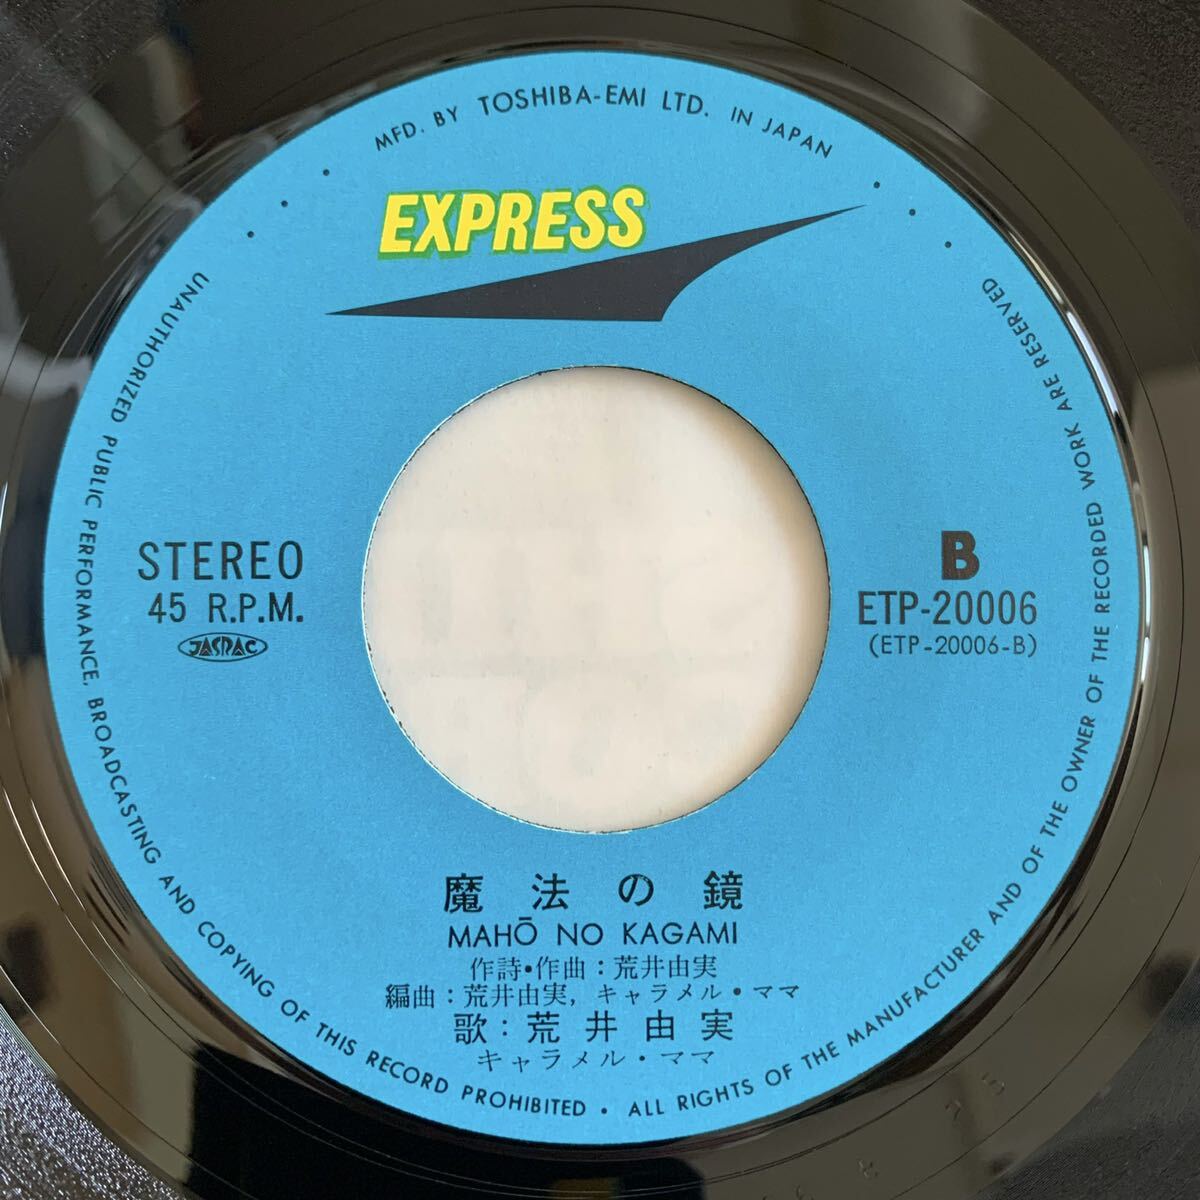 MFD. BY TOSHIBA-EMI LTD. IN JAPAN
EXPRESS
STEREO
45 R.P.M.
JASRAC
B
ETP-20006
(ETP-20006-B)
魔法の鏡
MAHŌ NO KAGAMI
作詩・作曲：荒井由実
編曲：荒井由実，キャラメル・ママ
歌：荒井由実
キャラメル・ママ
UNAUTHORIZED PUBLIC PERFORMANCE, BROADCASTING AND COPYING OF THIS RECORD PROHIBITED • ALL RIGHTS OF THE MANUFACTURER AND OF THE OWNER OF THE RECORDED WORK ARE RESERVED